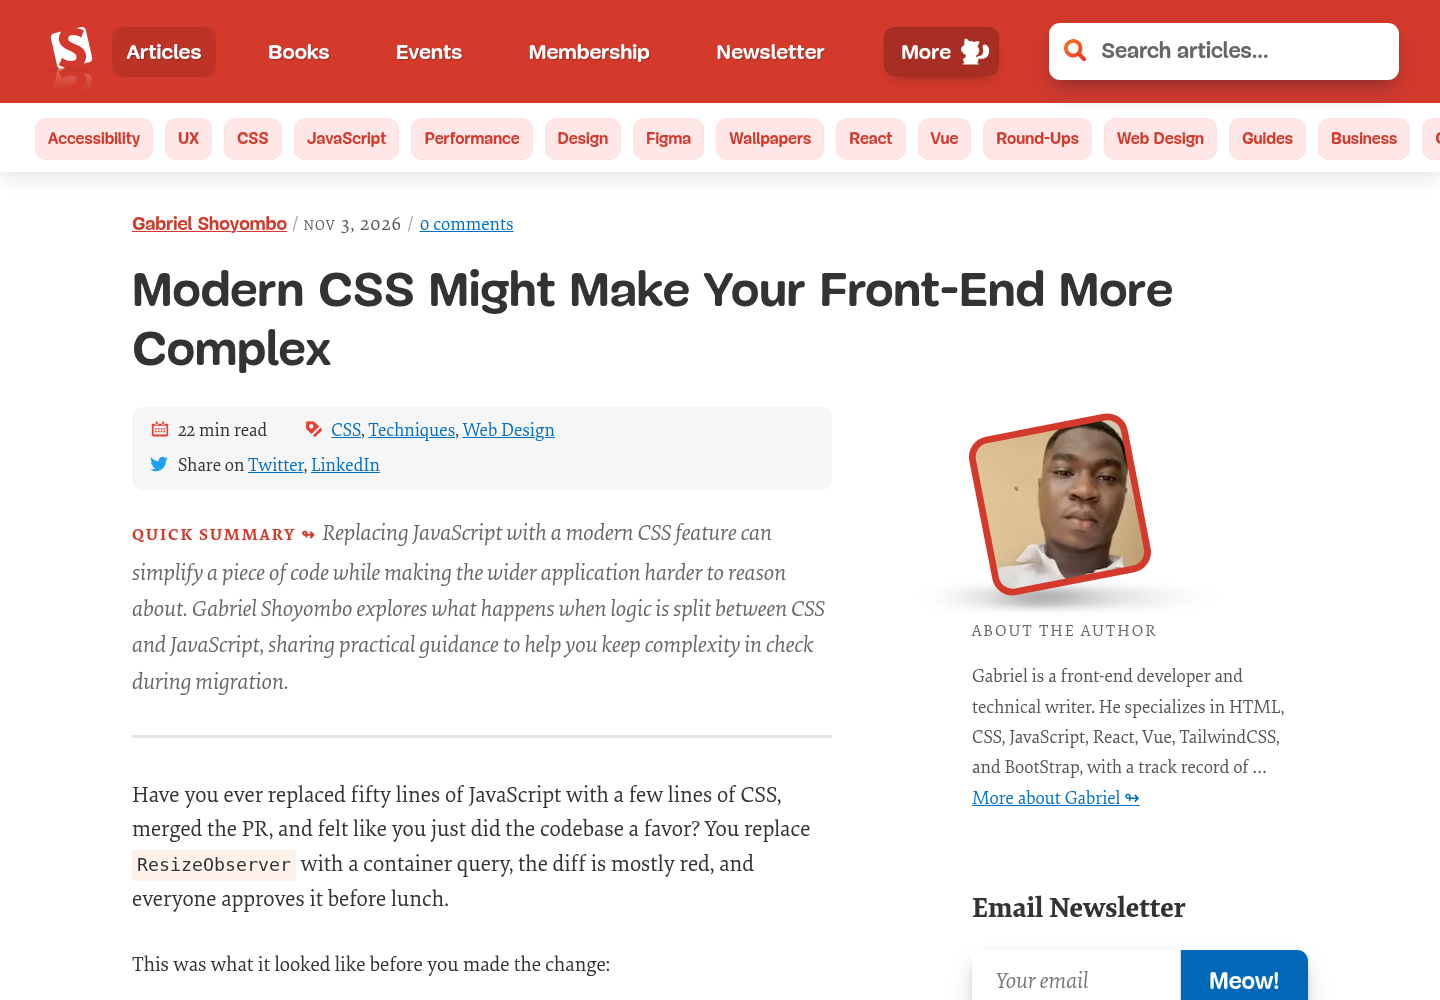 Articles
Books
Events
Membership
Newsletter
More
Search articles...
Accessibility
UX
CSS
JavaScript
Performance
Design
Figma
Wallpapers
React
Vue
Round-Ups
Web Design
Guides
Business
Gabriel Shoyombo / NOV 3, 2026 / 0 comments
Modern CSS Might Make Your Front-End More
Complex
22 min read
CSS, Techniques, Web Design
Share on Twitter, LinkedIn
QUICK SUMMARY ↬ Replacing JavaScript with a modern CSS feature can
simplify a piece of code while making the wider application harder to reason
about. Gabriel Shoyombo explores what happens when logic is split between CSS
and JavaScript, sharing practical guidance to help you keep complexity in check
during migration.
Have you ever replaced fifty lines of JavaScript with a few lines of CSS,
merged the PR, and felt like you just did the codebase a favor? You replace
ResizeObserver with a container query, the diff is mostly red, and
everyone approves it before lunch.
This was what it looked like before you made the change:
ABOUT THE AUTHOR
Gabriel is a front-end developer and
technical writer. He specializes in HTML,
CSS, JavaScript, React, Vue, TailwindCSS,
and BootStrap, with a track record of ...
More about Gabriel ↬
Email Newsletter
Your email
Meow!